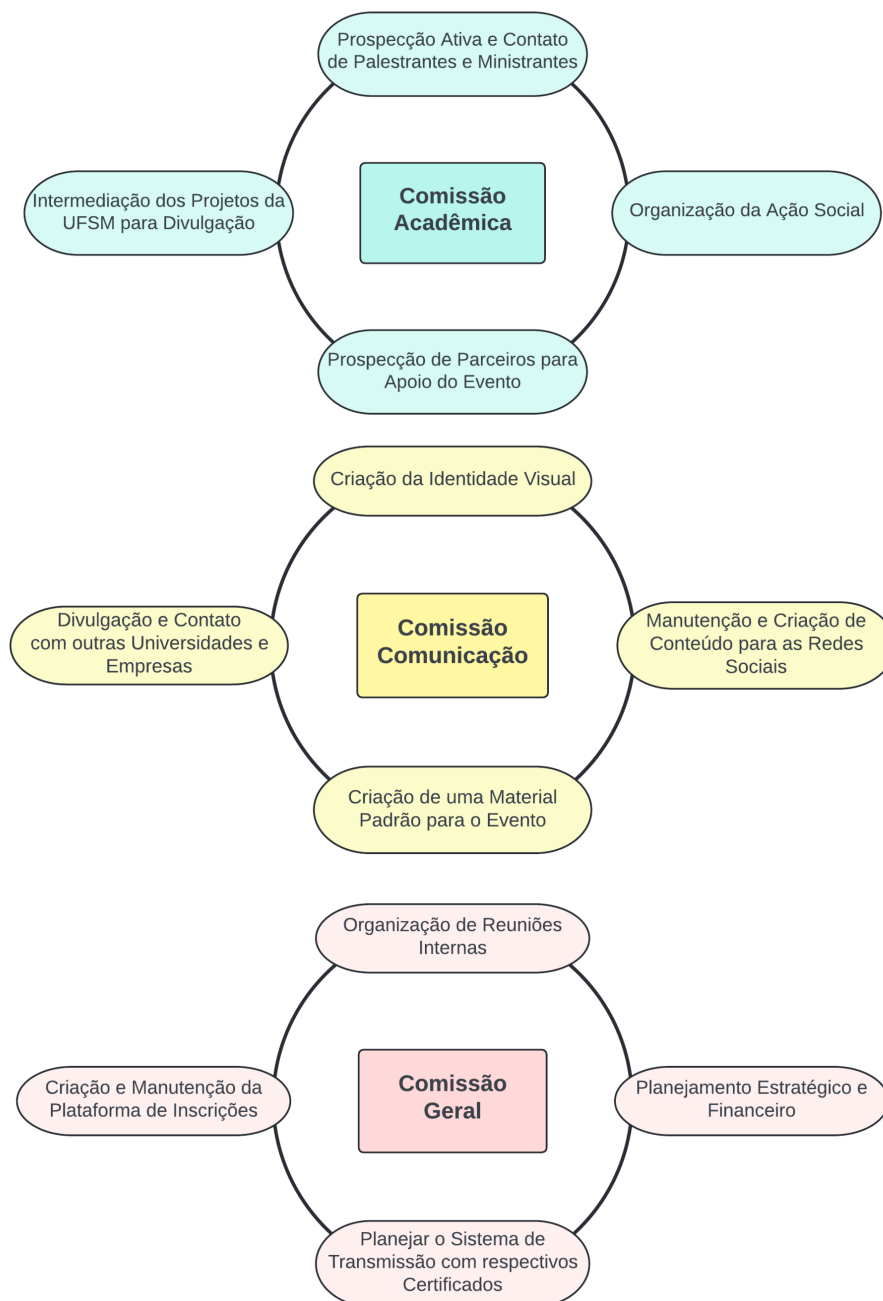 Prospecção Ativa e Contato
de Palestrantes e Ministrantes
Intermediação dos Projetos da
UFSM para Divulgação
Comissão
Acadêmica
Organização da Ação Social
Prospecção de Parceiros para
Apoio do Evento
Criação da Identidade Visual
Divulgação e Contato
com outras Universidades e
Empresas
Comissão
Comunicação
Manutenção e Criação de
Conteúdo para as Redes
Sociais
Criação de uma Material
Padrão para o Evento
Organização de Reuniões
Internas
Criação e Manutenção da
Plataforma de Inscrições
Comissão
Geral
Planejamento Estratégico e
Financeiro
Planejar o Sistema de
Transmissão com respectivos
Certificados